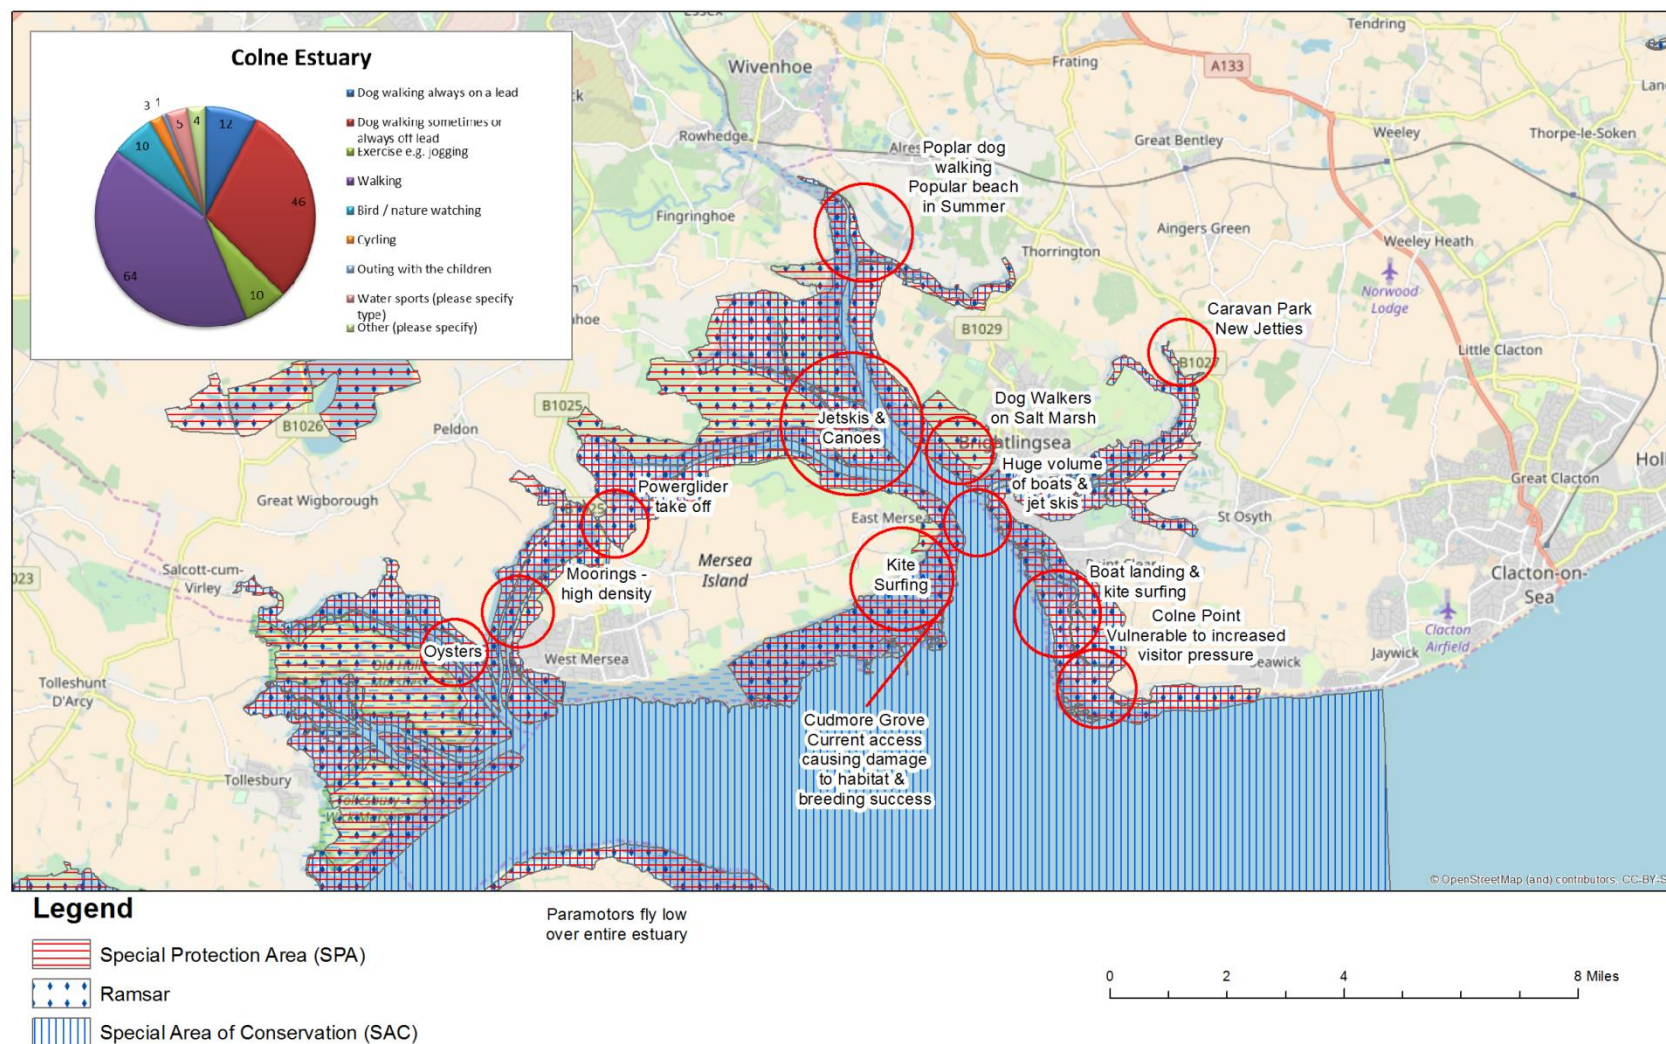 Colne Estuary
Dog walking always on a lead
Dog walking sometimes or
always off lead
Exercise e.g. jogging
Walking
Bird / nature watching
Cycling
Outing with the children
Water sports (please specify
type)
Other (please specify)
12
46
10
64
10
3
1
5
4
Essex
Wivenhoe
Rowhedge
Fingringhoe
Tendring
Frating
A133
Great Bentley
Weeley
Thorpe-le-Soken
Aingers Green
Weeley Heath
Thorrington
Norwood
Lodge
Little Clacton
B1029
B1027
B1025
B1026
Peldon
Great Wigborough
Salcott-cum-
Virley
Tolleshunt
D'Arcy
Tollesbury
West Mersea
Mersea
Island
East Mersea
Brightlingsea
St Osyth
Great Clacton
Clacton-on-
Sea
Clacton
Airfield
Jaywick
Poplar dog
walking
Popular beach
in Summer
Caravan Park
New Jetties
Dog Walkers
on Salt Marsh
Jetskis &
Canoes
Huge volume
of boats &
jet skis
Powerglider
take off
Moorings -
high density
Oysters
Kite
Surfing
Boat landing &
kite surfing
Colne Point
Vulnerable to increased
visitor pressure
Cudmore Grove
Current access
causing damage
to habitat &
breeding success
© OpenStreetMap (and) contributors, CC-BY-S
Legend
Special Protection Area (SPA)
Ramsar
Special Area of Conservation (SAC)
Paramotors fly low
over entire estuary
0 2 4 8 Miles